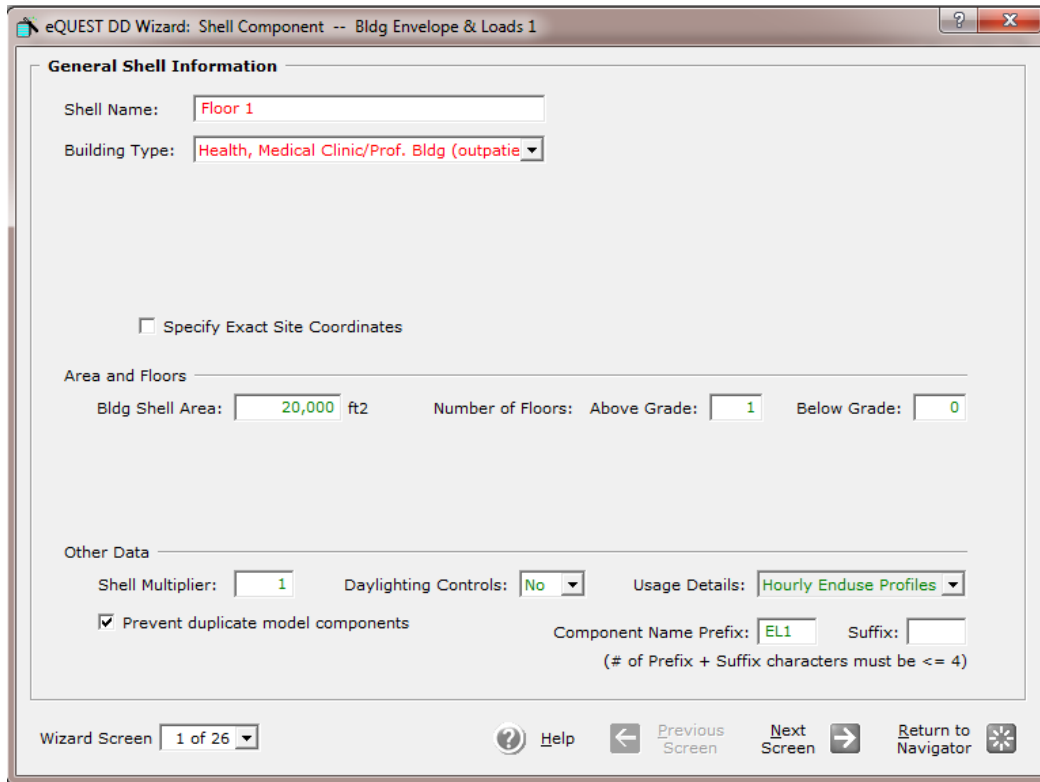 eQUEST DD Wizard: Shell Component -- Bldg Envelope & Loads 1
General Shell Information
Shell Name: Floor 1
Building Type: Health, Medical Clinic/Prof. Bldg (outpatie
Specify Exact Site Coordinates
Area and Floors
Bldg Shell Area: 20,000 ft2 Number of Floors: Above Grade: 1 Below Grade: 0
Other Data
Shell Multiplier: 1 Daylighting Controls: No Usage Details: Hourly Enduse Profiles
Prevent duplicate model components
Component Name Prefix: EL1 Suffix:
(# of Prefix + Suffix characters must be <= 4)
Wizard Screen 1 of 26 ? Help Previous Screen Next Screen Return to Navigator